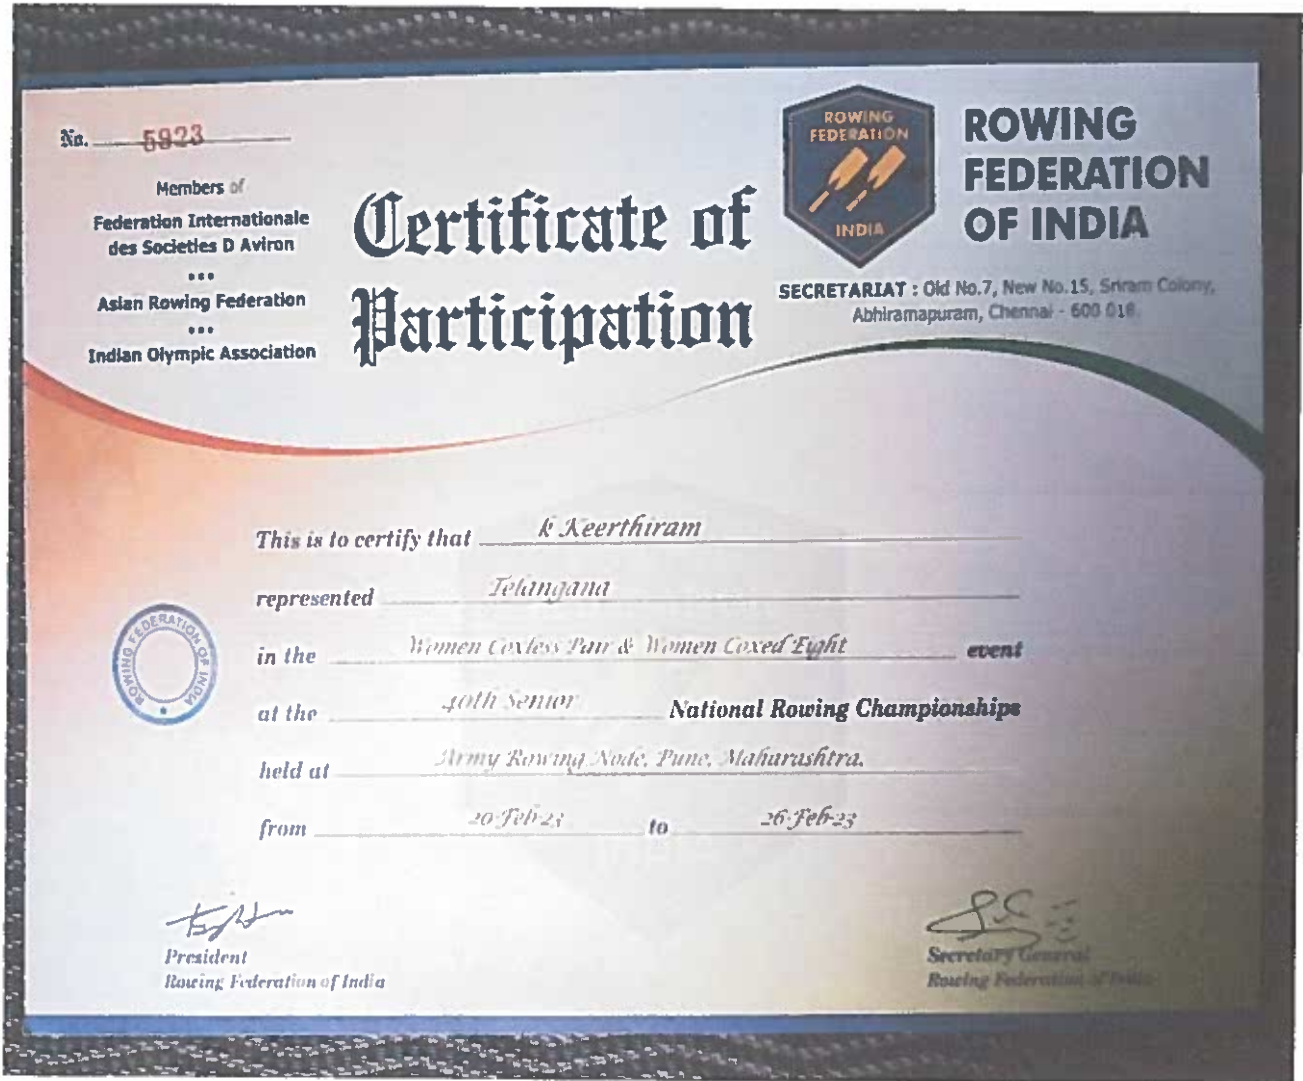 No. 5923
Members of
Federation Internationale
des Societies D Aviron
•••
Asian Rowing Federation
•••
Indian Olympic Association
Certificate of
Participation
ROWING
FEDERATION
INDIA
ROWING
FEDERATION
OF INDIA
SECRETARIAT : Old No.7, New No.15, Sriram Colony,
Abhiramapuram, Chennai - 600 018.
This is to certify that k Keerthiram
represented Telangana
in the Women Coxless Pair & Women Coxed Eight event
at the 40th Senior National Rowing Championships
held at Army Rowing Node, Pune, Maharashtra.
from 20-Feb-23 to 26-Feb-23
ROWING FEDERATION OF INDIA
President
Rowing Federation of India
Secretary General
Rowing Federation of India